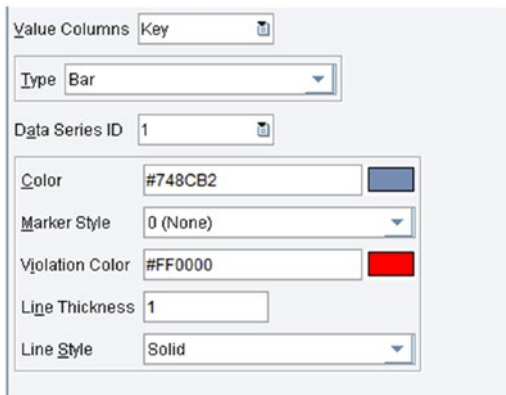 Value Columns Key
Type Bar
Data Series ID 1
Color #748CB2
Marker Style 0 (None)
Violation Color #FF0000
Line Thickness 1
Line Style Solid